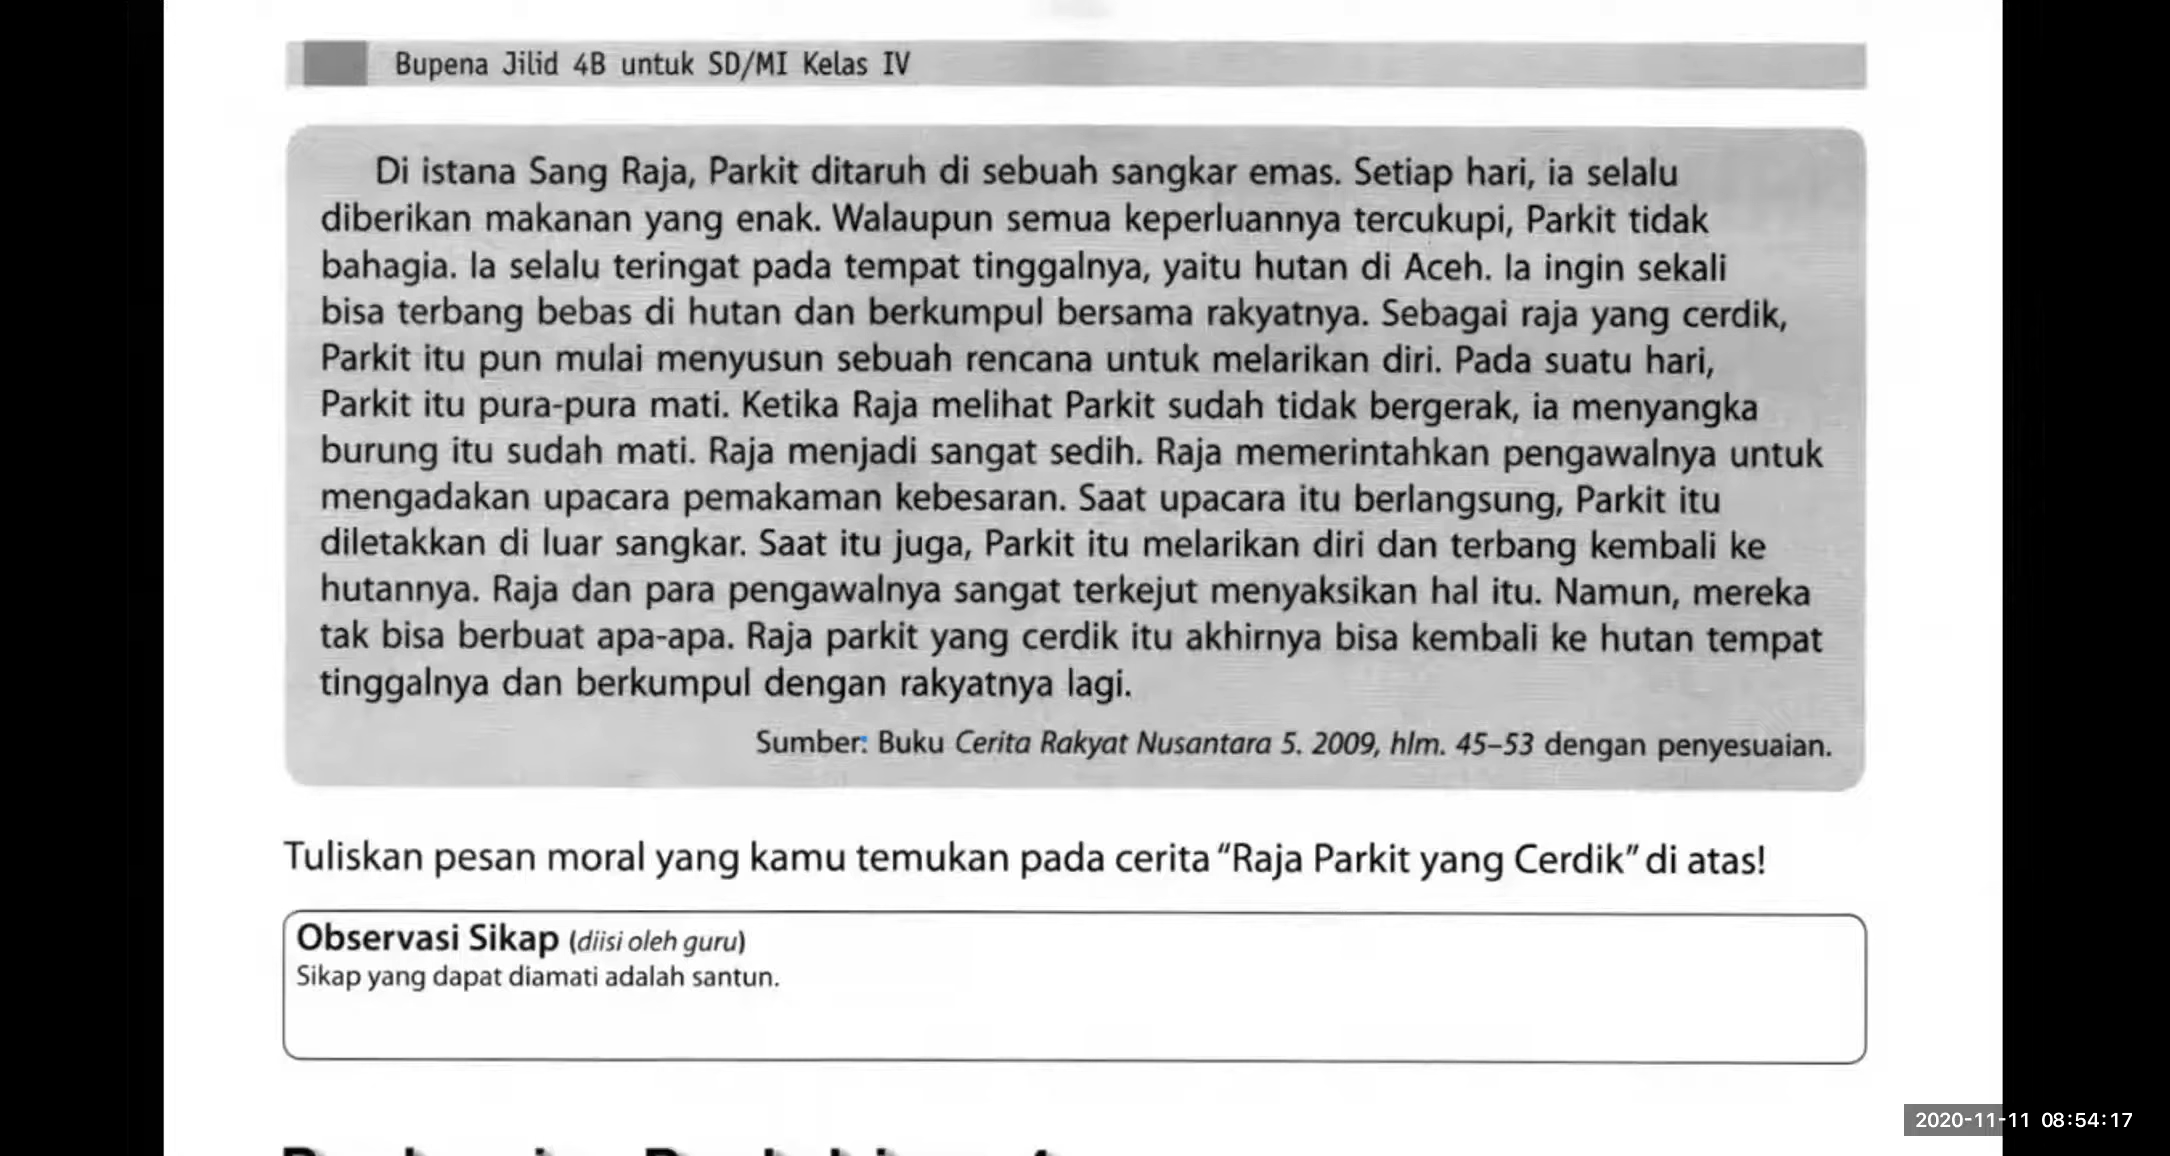 Bupena Jilid 4B untuk SD/MI Kelas IV
Di istana Sang Raja, Parkit ditaruh di sebuah sangkar emas. Setiap hari, ia selalu
diberikan makanan yang enak. Walaupun semua keperluannya tercukupi, Parkit tidak
bahagia. Ia selalu teringat pada tempat tinggalnya, yaitu hutan di Aceh. Ia ingin sekali
bisa terbang bebas di hutan dan berkumpul bersama rakyatnya. Sebagai raja yang cerdik,
Parkit itu pun mulai menyusun sebuah rencana untuk melarikan diri. Pada suatu hari,
Parkit itu pura-pura mati. Ketika Raja melihat Parkit sudah tidak bergerak, ia menyangka
burung itu sudah mati. Raja menjadi sangat sedih. Raja memerintahkan pengawalnya untuk
mengadakan upacara pemakaman kebesaran. Saat upacara itu berlangsung, Parkit itu
diletakkan di luar sangkar. Saat itu juga, Parkit itu melarikan diri dan terbang kembali ke
hutannya. Raja dan para pengawalnya sangat terkejut menyaksikan hal itu. Namun, mereka
tak bisa berbuat apa-apa. Raja parkit yang cerdik itu akhirnya bisa kembali ke hutan tempat
tinggalnya dan berkumpul dengan rakyatnya lagi.
Sumber: Buku Cerita Rakyat Nusantara 5. 2009, hlm. 45–53 dengan penyesuaian.
Tuliskan pesan moral yang kamu temukan pada cerita “Raja Parkit yang Cerdik” di atas!
Observasi Sikap (diisi oleh guru)
Sikap yang dapat diamati adalah santun.
2020-11-11 08:54:17